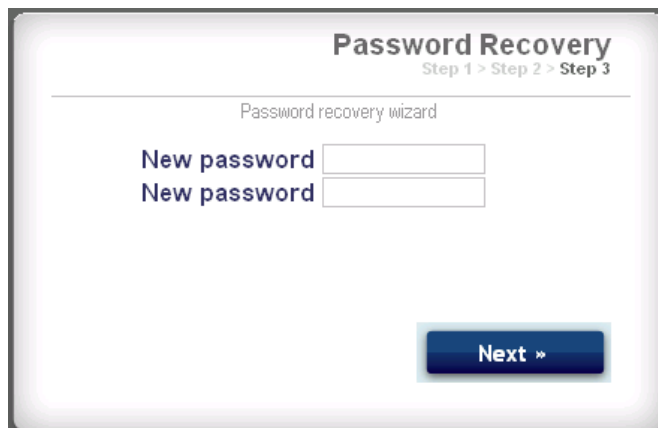 Password Recovery
Step 1 > Step 2 > Step 3
Password recovery wizard
New password
New password
Next »